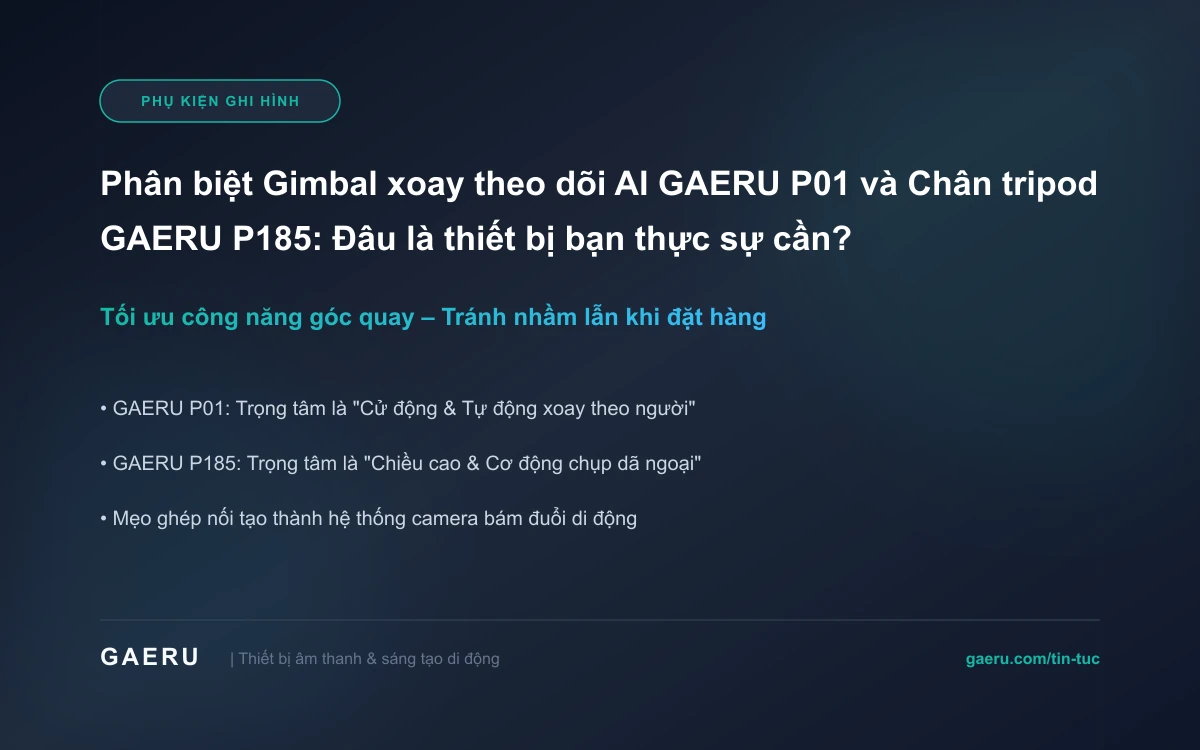 PHỤ KIỆN GHI HÌNH
Phân biệt Gimbal xoay theo dõi AI GAERU P01 và Chân tripod
GAERU P185: Đâu là thiết bị bạn thực sự cần?
Tối ưu công năng góc quay – Tránh nhầm lẫn khi đặt hàng
• GAERU P01: Trọng tâm là "Cử động & Tự động xoay theo người"
• GAERU P185: Trọng tâm là "Chiều cao & Cơ động chụp dã ngoại"
• Mẹo ghép nối tạo thành hệ thống camera bám đuổi di động
GAERU | Thiết bị âm thanh & sáng tạo di động gaeru.com/tin-tuc